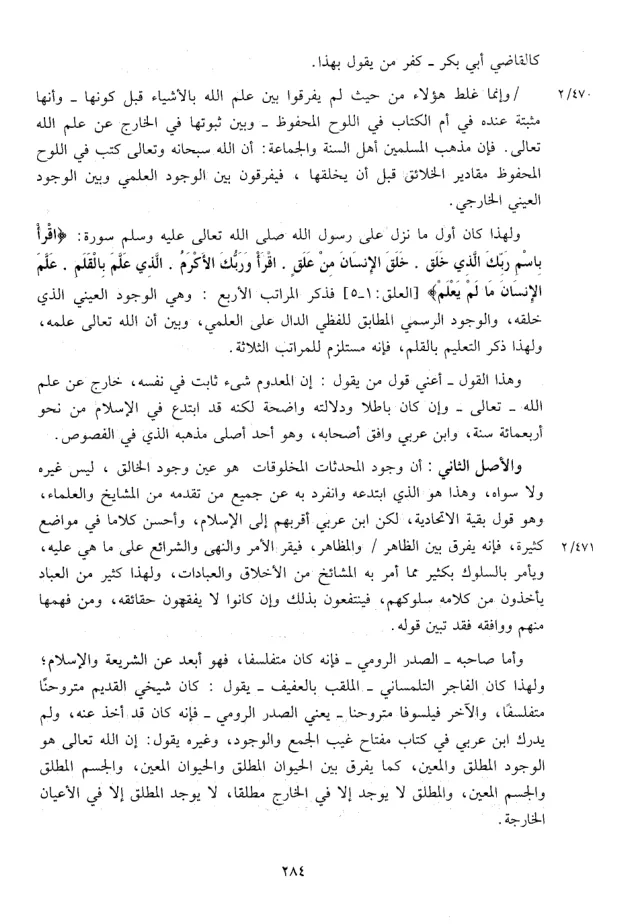 كالقاضي أبي بكر ـ كفر من يقول بهذا.
٢/٤٧٠ / وإنما غلط هؤلاء من حيث لم يفرقوا بين علم الله بالأشياء قبل كونها ـ وأنها
مثبتة عنده في أم الكتاب في اللوح المحفوظ ـ وبين ثبوتها في الخارج عن علم الله
تعالى. فإن مذهب المسلمين أهل السنة والجماعة: أن الله سبحانه وتعالى كتب في اللوح
المحفوظ مقادير الخلائق قبل أن يخلقها ، فيفرقون بين الوجود العلمي وبين الوجود
العيني الخارجي.
ولهذا كان أول ما نزل على رسول الله صلى الله تعالى عليه وسلم سورة: ﴿اقْرَأْ
بِاسْمِ رَبِّكَ الَّذِي خَلَقَ . خَلَقَ الإِنسَانَ مِنْ عَلَقٍ . اقْرَأْ وَرَبُّكَ الأَكْرَمُ . الَّذِي عَلَّمَ بِالْقَلَمِ . عَلَّمَ
الإِنسَانَ مَا لَمْ يَعْلَمْ﴾ [العلق:١ـ٥] فذكر المراتب الأربع : وهي الوجود العيني الذي
خلقه، والوجود الرسمي المطابق للفظي الدال على العلمي، وبين أن الله تعالى علمه،
ولهذا ذكر التعليم بالقلم، فإنه مستلزم للمراتب الثلاثة.
وهذا القول ـ أعني قول من يقول : إن المعدوم شىء ثابت في نفسه، خارج عن علم
الله ـ تعالى ـ وإن كان باطلا ودلالته واضحة لكنه قد ابتدع في الإسلام من نحو
أربعمائة سنة، وابن عربي وافق أصحابه، وهو أحد أصلى مذهبه الذي في الفصوص.
والأصل الثاني : أن وجود المحدثات المخلوقات هو عين وجود الخالق ، ليس غيره
ولا سواه، وهذا هو الذي ابتدعه وانفرد به عن جميع من تقدمه من المشايخ والعلماء،
وهو قول بقية الاتحادية، لكن ابن عربي أقربهم إلى الإسلام، وأحسن كلاما في مواضع
٢/٤٧١ كثيرة، فإنه يفرق بين الظاهر / والمظاهر، فيقر الأمر والنهى والشرائع على ما هي عليه،
ويأمر بالسلوك بكثير مما أمر به المشائخ من الأخلاق والعبادات، ولهذا كثير من العباد
يأخذون من كلامه سلوكهم، فينتفعون بذلك وإن كانوا لا يفقهون حقائقه، ومن فهمها
منهم ووافقه فقد تبين قوله.
وأما صاحبه ـ الصدر الرومي ـ فإنه كان متفلسفا، فهو أبعد عن الشريعة والإسلام؛
ولهذا كان الفاجر التلمساني ـ الملقب بالعفيف ـ يقول : كان شيخي القديم متروحنًا
متفلسفًا، والآخر فيلسوفا متروحنا ـ يعني الصدر الرومي ـ فإنه كان قد أخذ عنه، ولم
يدرك ابن عربي في كتاب مفتاح غيب الجمع والوجود، وغيره يقول: إن الله تعالى هو
الوجود المطلق والمعين، كما يفرق بين الحيوان المطلق والحيوان المعين، والجسم المطلق
والجسم المعين، والمطلق لا يوجد إلا في الخارج مطلقا، لا يوجد المطلق إلا في الأعيان
الخارجة.
٢٨٤